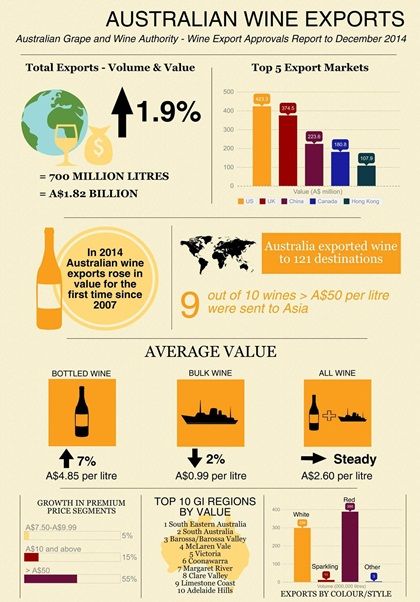 AUSTRALIAN WINE EXPORTS
Australian Grape and Wine Authority - Wine Export Approvals Report to December 2014
Total Exports - Volume & Value
1.9%
= 700 MILLION LITRES
= A$1.82 BILLION
Top 5 Export Markets
500
400
300
200
100
0
374.5
223.6
180.8
107.9
Value (A$ million)
US UK China Canada Hong Kong
In 2014
Australian wine
exports rose in
value for the
first time since
2007
Australia exported wine
to 121 destinations
9 out of 10 wines > A$50 per litre
were sent to Asia
AVERAGE VALUE
BOTTLED WINE
7%
A$4.85 per litre
BULK WINE
2%
A$0.99 per litre
ALL WINE
Steady
A$2.60 per litre
GROWTH IN PREMIUM
PRICE SEGMENTS
A$7.50-A$9.99
5%
A$10 and above
15%
> A$50
55%
TOP 10 GI REGIONS
BY VALUE
1 South Eastern Australia
2 South Australia
3 Barossa/Barossa Valley
4 McLaren Vale
5 Victoria
6 Coonawarra
7 Margaret River
8 Clare Valley
9 Limestone Coast
10 Adelaide Hills
400
300
200
100
0
White
Sparkling
Red
Other
Volume (000,000 litres)
EXPORTS BY COLOUR/STYLE